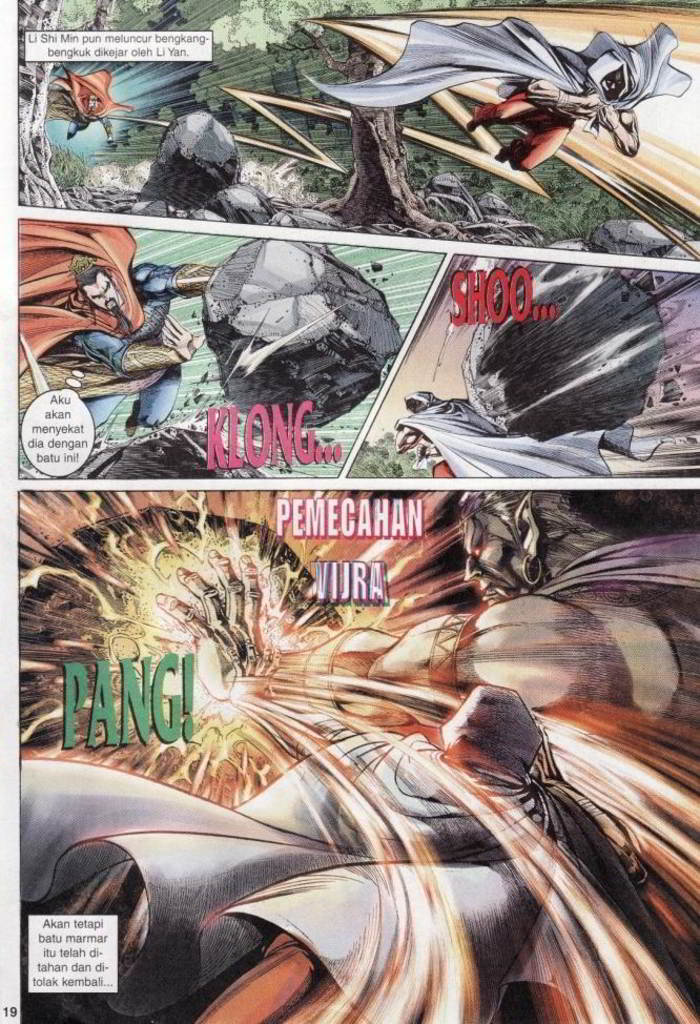 Li Shi Min pun meluncur bengkang-
bengkuk dikejar oleh Li Yan.
Aku
akan
menyekat
dia dengan
batu ini!
KLONG...
SHOO...
PEMECAHAN
VIJRA
PANG!
Akan tetapi
batu marmar
itu telah di-
tahan dan di-
tolak kembali...
19